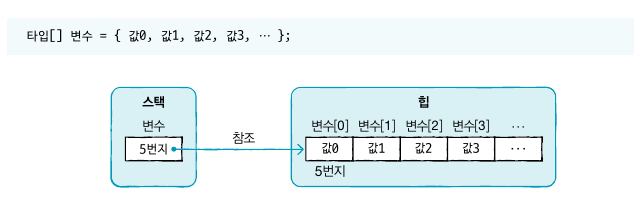 타입[] 변수 = { 값0, 값1, 값2, 값3, … };
스택
힙
변수
변수[0] 변수[1] 변수[2] 변수[3] …
5번지
참조
값0 값1 값2 값3 …
5번지